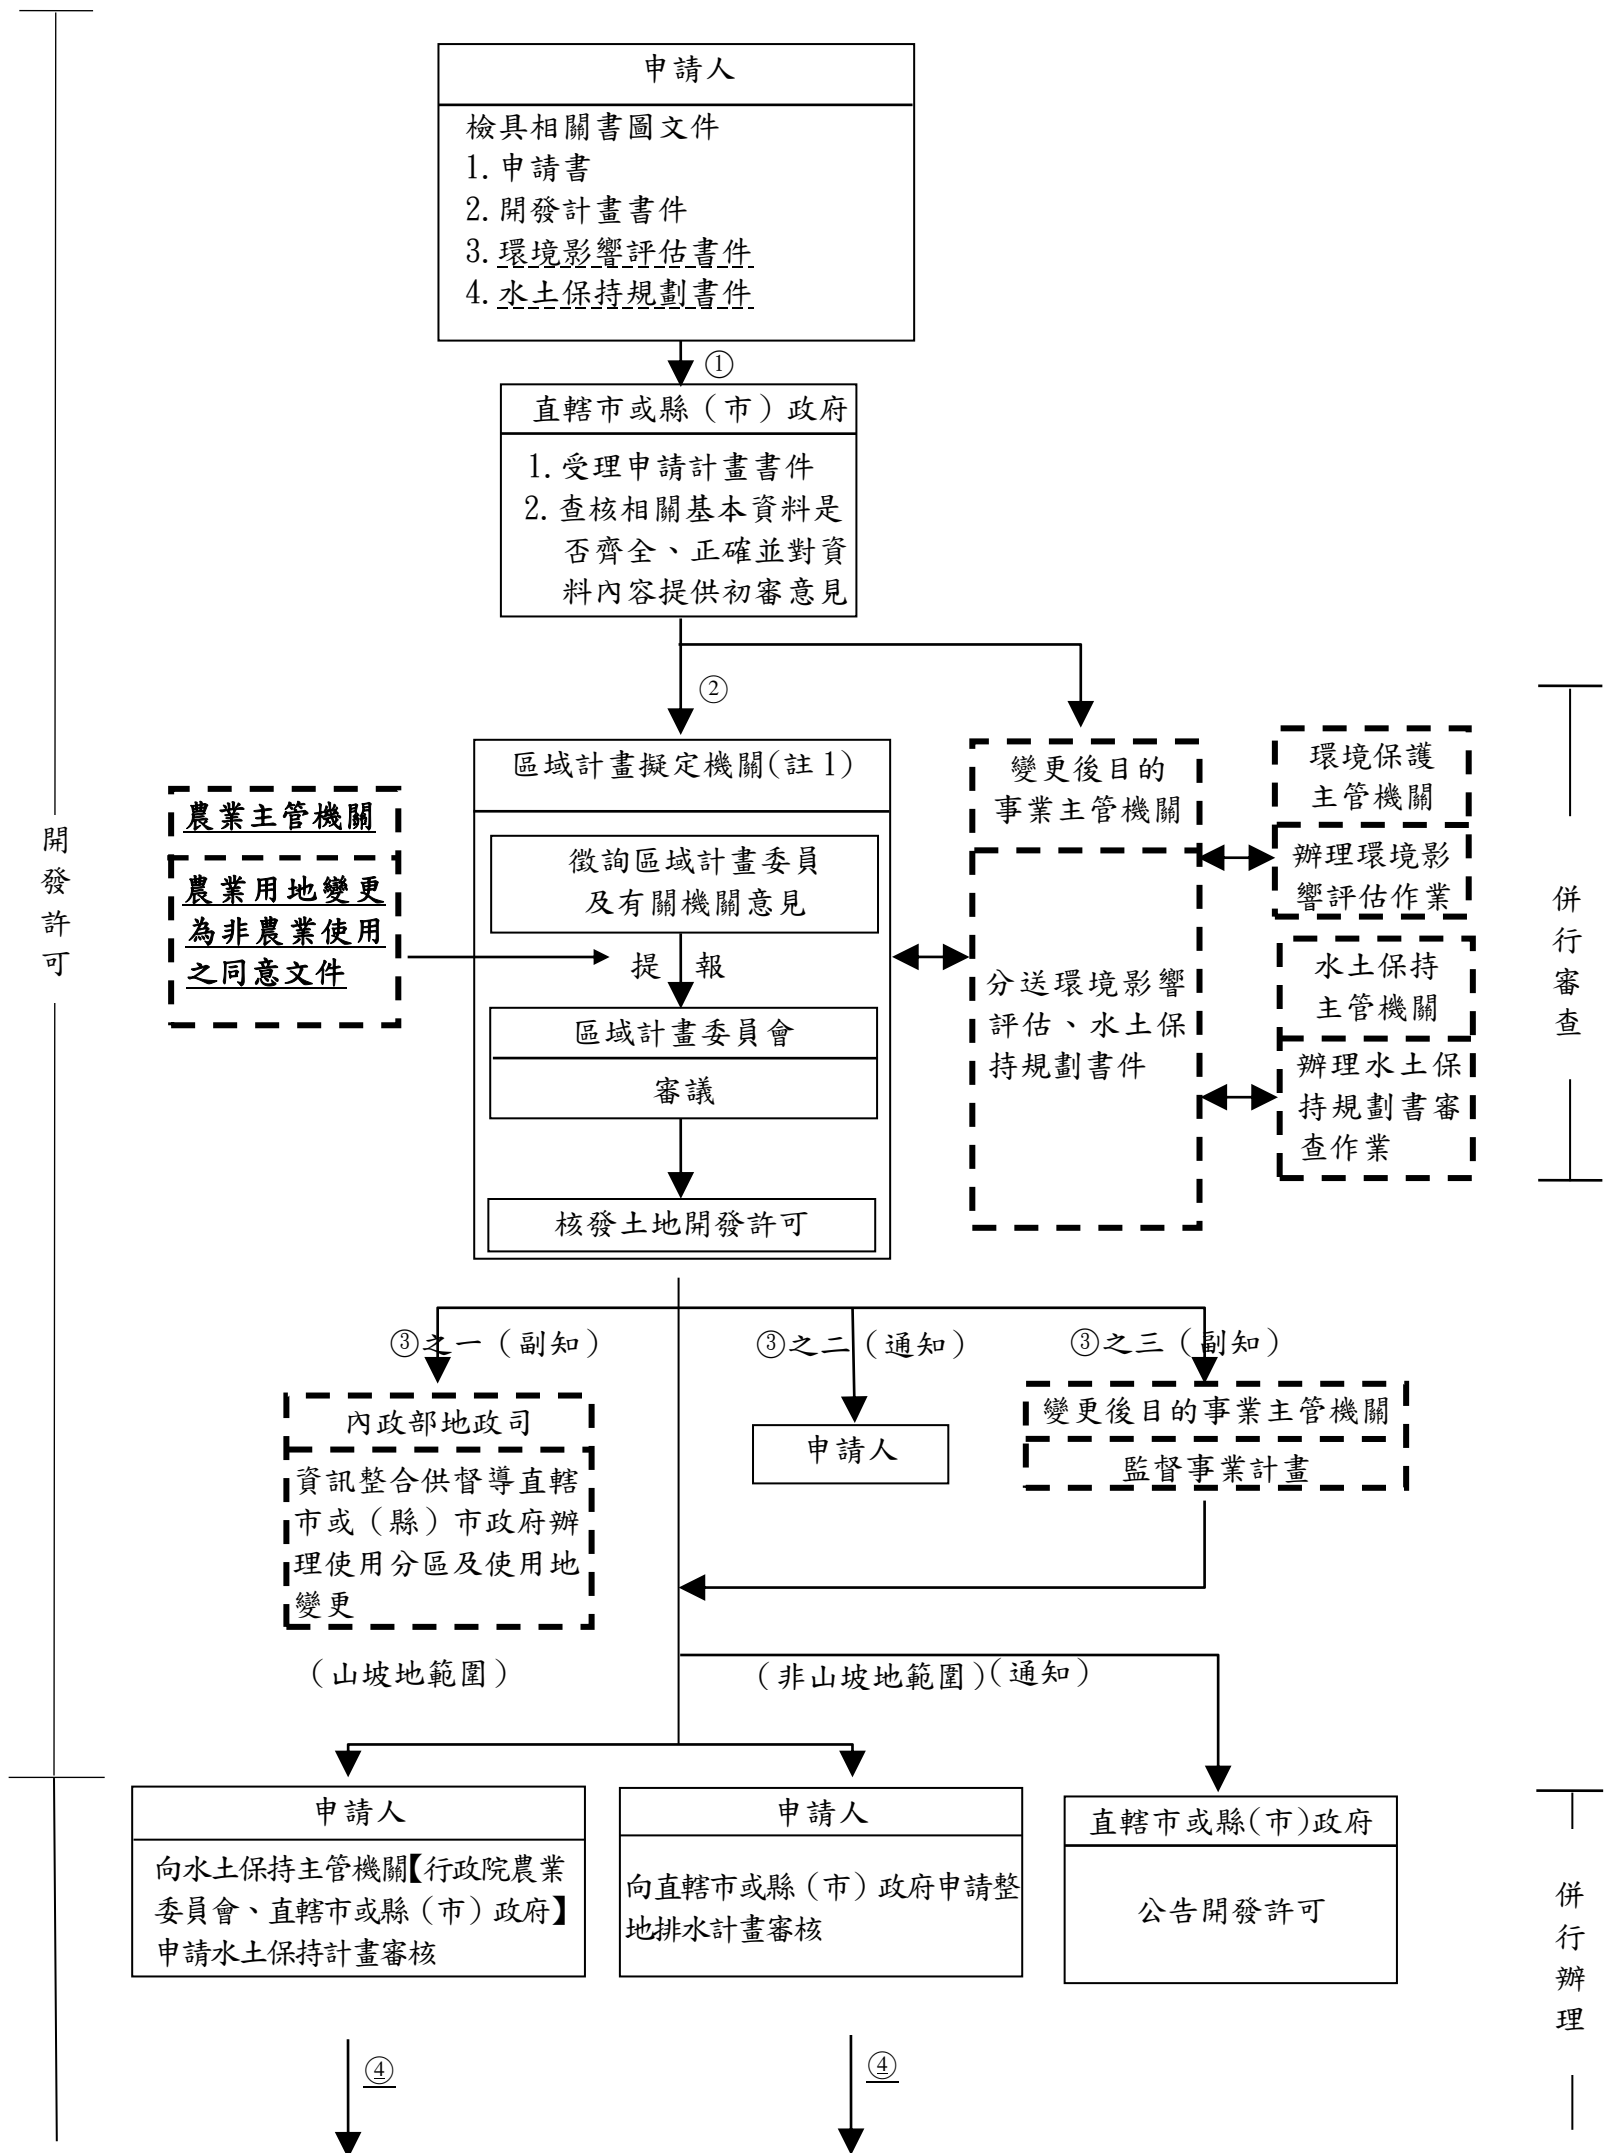 申請人
檢具相關書圖文件
1.申請書
2.開發計畫書件
3.環境影響評估書件
4.水土保持規劃書件
①
直轄市或縣（市）政府
1.受理申請計畫書件
2.查核相關基本資料是
否齊全、正確並對資
料內容提供初審意見
②
開發許可
農業主管機關
農業用地變更
為非農業使用
之同意文件
區域計畫擬定機關(註1)
徵詢區域計畫委員
及有關機關意見
提 報
區域計畫委員會
審議
核發土地開發許可
變更後目的
事業主管機關
分送環境影響
評估、水土保
持規劃書件
環境保護
主管機關
辦理環境影
響評估作業
水土保持
主管機關
辦理水土保
持規劃書審
查作業
併行審查
③之一（副知）
③之二（通知）
③之三（副知）
內政部地政司
資訊整合供督導直轄
市或（縣）市政府辦
理使用分區及使用地
變更
申請人
變更後目的事業主管機關
監督事業計畫
（山坡地範圍）
（非山坡地範圍）（通知）
申請人
向水土保持主管機關【行政院農業
委員會、直轄市或縣（市）政府】
申請水土保持計畫審核
申請人
向直轄市或縣（市）政府申請整
地排水計畫審核
直轄市或縣(市)政府
公告開發許可
併行辦理
④
④